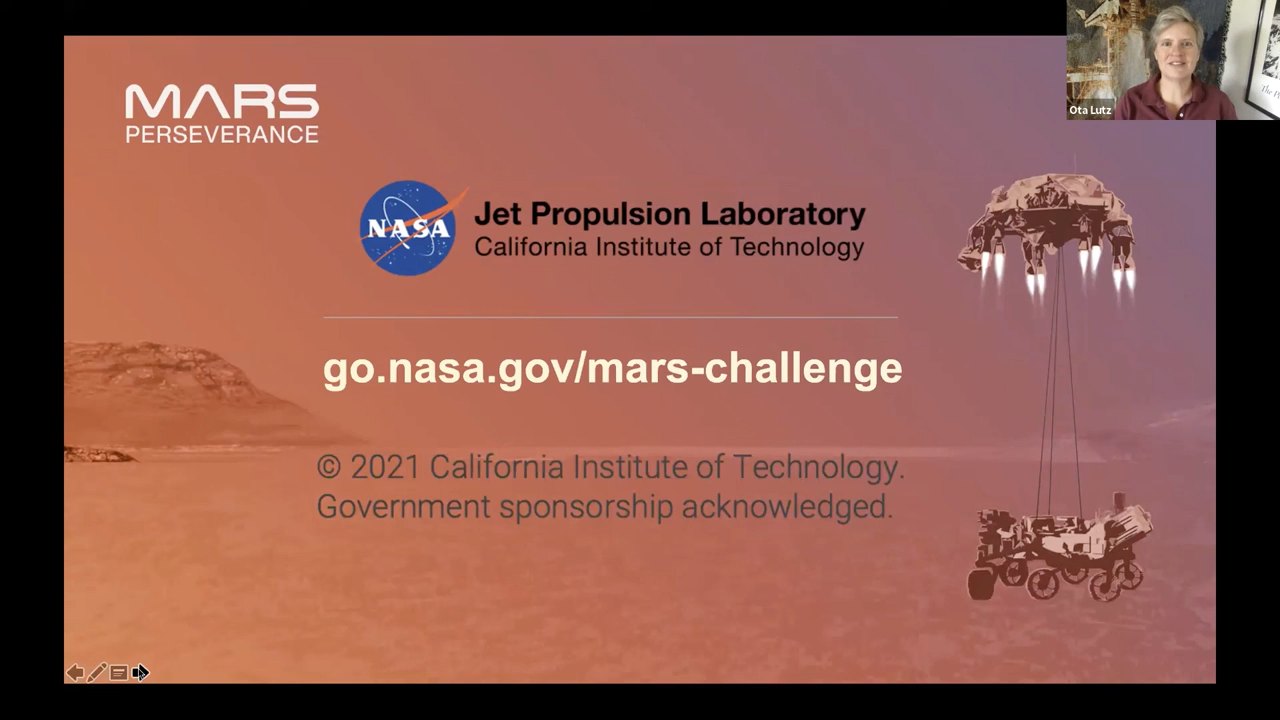 MARS
PERSEVERANCE
NASA
Jet Propulsion Laboratory
California Institute of Technology
go.nasa.gov/mars-challenge
© 2021 California Institute of Technology.
Government sponsorship acknowledged.
Ota Lutz